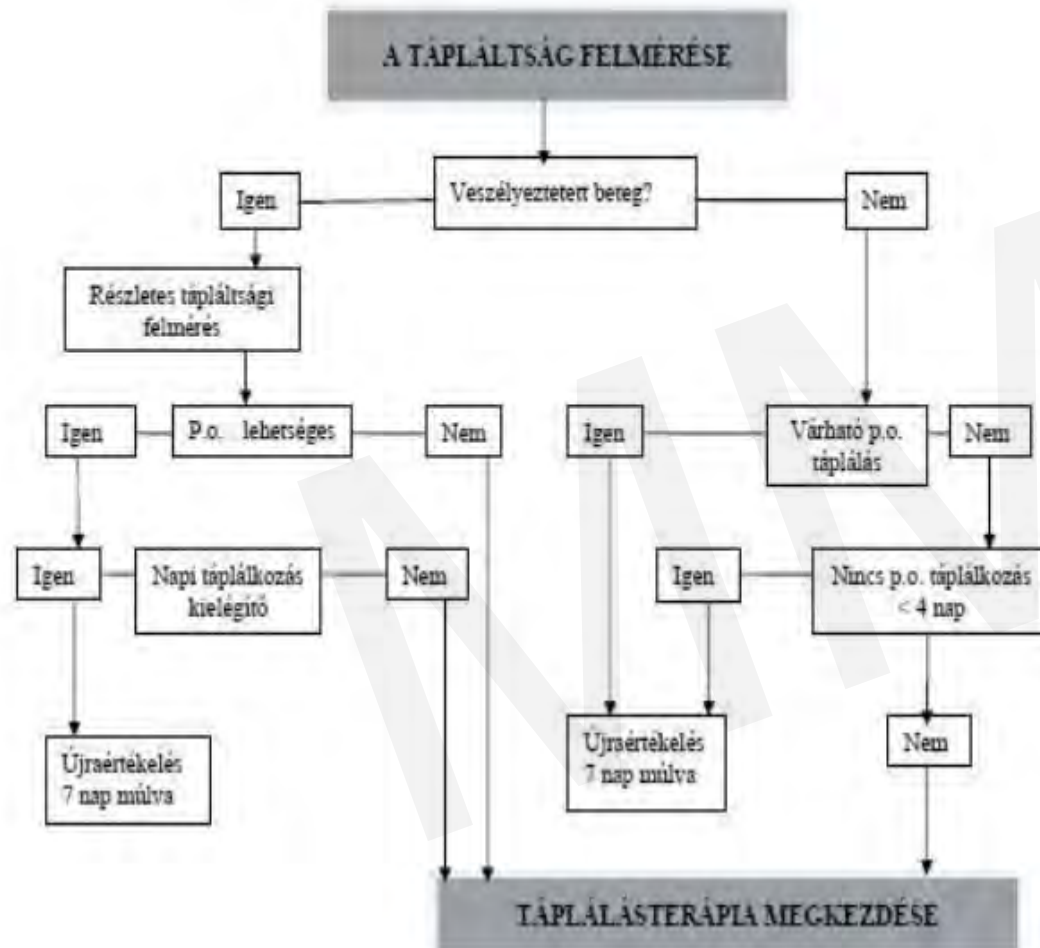 A TÁPLÁLTSÁG FELMÉRÉSE
Igen
Veszélyeztetett beteg?
Nem
Részletes tápláltsági
felmérés
Igen
P.o. lehetséges
Nem
Igen
Várható p.o.
táplálás
Nem
Igen
Napi táplálkozás
kielégítő
Nem
Igen
Nincs p.o. táplálkozás
< 4 nap
Újraértékelés
7 nap múlva
Újraértékelés
7 nap múlva
Nem
TÁPLÁLÁSTERÁPIA MEGKEZDÉSE